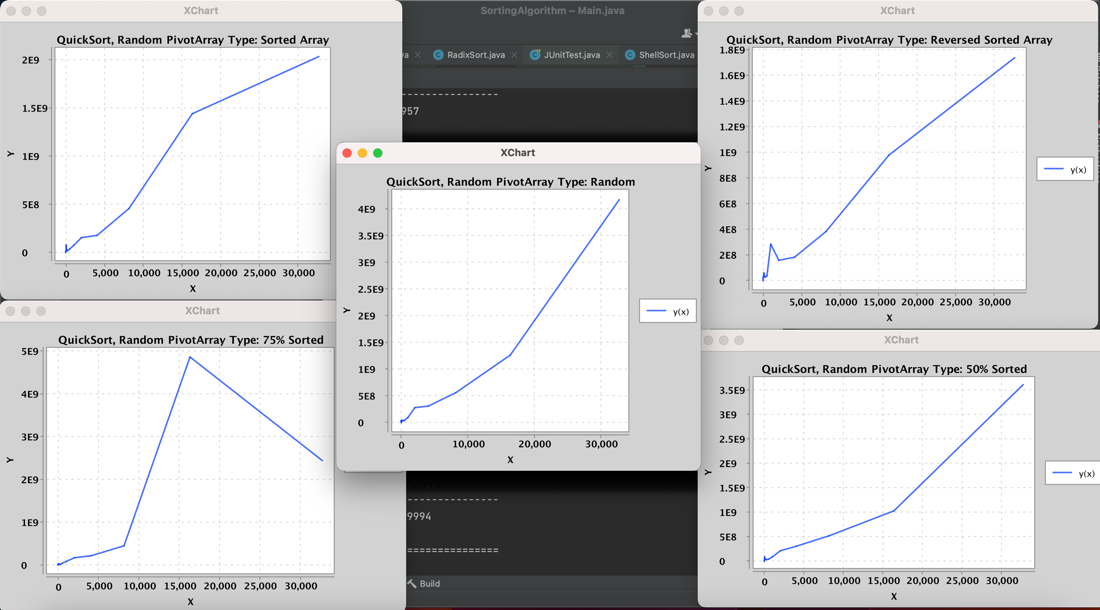 XChart
QuickSort, Random PivotArray Type: Sorted Array
2E9
1.5E9
1E9
5E8
0
Y
0 5,000 10,000 15,000 20,000 25,000 30,000
X
SortingAlgorithm – Main.java
va RadixSort.java JUnitTest.java ShellSort.java
957
XChart
QuickSort, Random PivotArray Type: Reversed Sorted Array
1.8E9
1.6E9
1.4E9
1.2E9
1E9
8E8
6E8
4E8
2E8
0
Y
0 5,000 10,000 15,000 20,000 25,000 30,000
X
y(x)
XChart
QuickSort, Random PivotArray Type: Random
4E9
3.5E9
3E9
2.5E9
2E9
1.5E9
1E9
5E8
0
Y
0 10,000 20,000 30,000
X
y(x)
XChart
QuickSort, Random PivotArray Type: 75% Sorted
5E9
4E9
3E9
2E9
1E9
0
Y
0 5,000 10,000 15,000 20,000 25,000 30,000
X
9994
===============
Build
XChart
QuickSort, Random PivotArray Type: 50% Sorted
3.5E9
3E9
2.5E9
2E9
1.5E9
1E9
5E8
0
Y
0 5,000 10,000 15,000 20,000 25,000 30,000
X
y(x)